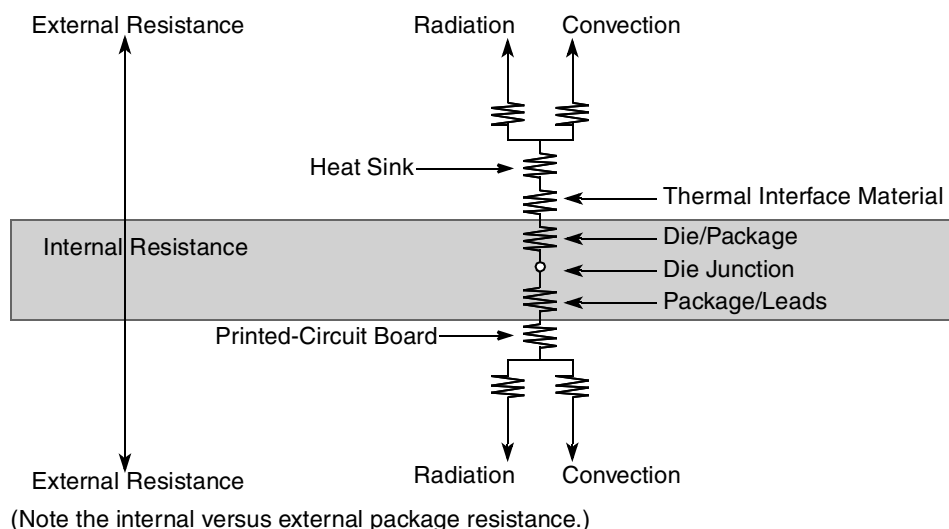 External Resistance
Radiation
Convection
Heat Sink
Thermal Interface Material
Internal Resistance
Die/Package
Die Junction
Package/Leads
Printed-Circuit Board
External Resistance
Radiation
Convection
(Note the internal versus external package resistance.)